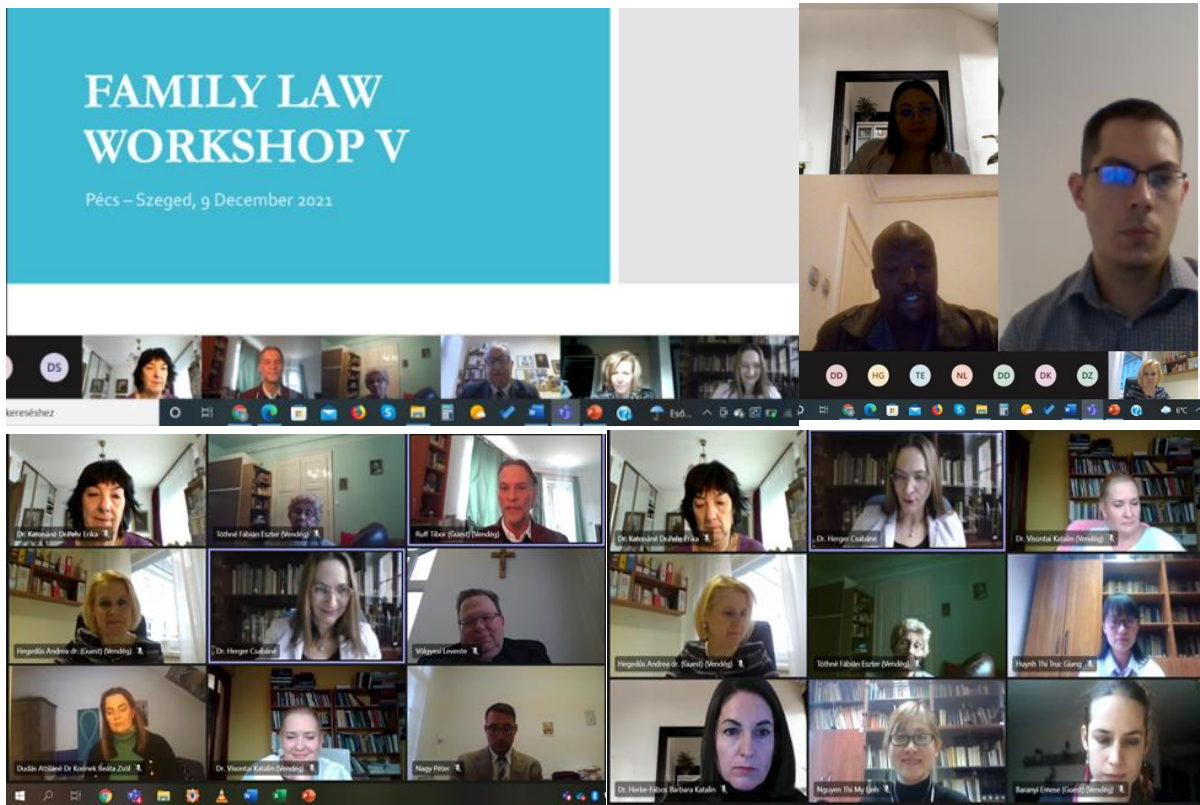 FAMILY LAW
WORKSHOP V
Pécs – Szeged, 9 December 2021
DS
kereséshez
Eső...
DD HG TE NL DD DK DZ
6°C
Dr. Katonáné Dr.Pehr Erika
Tóthné Fábián Eszter (Vendég)
Ruff Tibor (Guest) (Vendég)
Hegedűs Andrea dr. (Guest) (Vendég)
Dr. Herger Csabáné
Völgyesi Levente
Dudás Attiláné Dr Korinek Beáta Zsól
Dr. Visontai Katalin (Vendég)
Nagy Péter
Dr. Katonáné Dr.Pehr Erika
Dr. Herger Csabáné
Dr. Visontai Katalin (Vendég)
Hegedűs Andrea dr. (Guest) (Vendég)
Tóthné Fábián Eszter (Vendég)
Huynh Thi Truc Giang
Dr. Herke-Fábos Barbara Katalin
Nguyen Thi My Linh
Baranyi Emese (Guest) (Vendég)